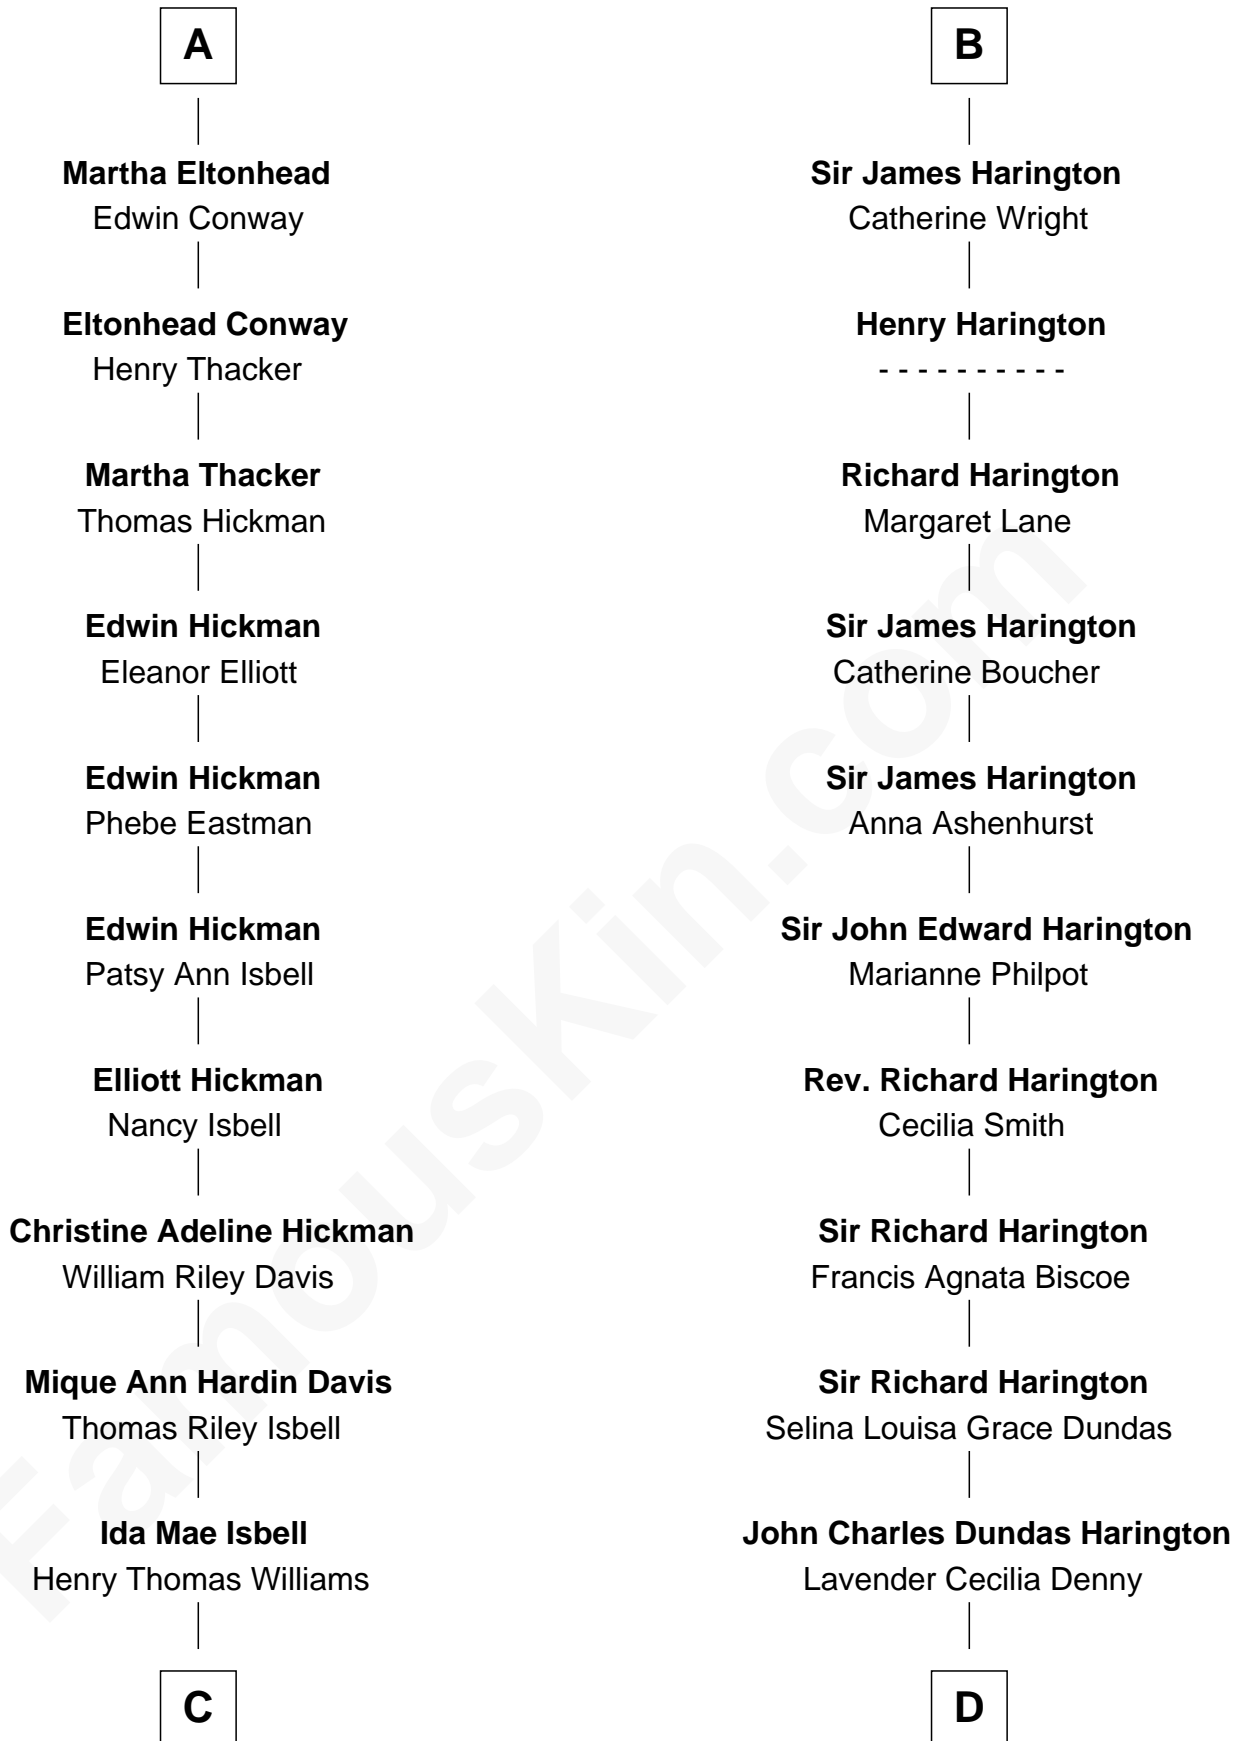 A
Martha Eltonhead
Edwin Conway
Eltonhead Conway
Henry Thacker
Martha Thacker
Thomas Hickman
Edwin Hickman
Eleanor Elliott
Edwin Hickman
Phebe Eastman
Edwin Hickman
Patsy Ann Isbell
Elliott Hickman
Nancy Isbell
Christine Adeline Hickman
William Riley Davis
Mique Ann Hardin Davis
Thomas Riley Isbell
Ida Mae Isbell
Henry Thomas Williams
C
B
Sir James Harington
Catherine Wright
Henry Harington
- - - - - - - - - -
Richard Harington
Margaret Lane
Sir James Harington
Catherine Boucher
Sir James Harington
Anna Ashenhurst
Sir John Edward Harington
Marianne Philpot
Rev. Richard Harington
Cecilia Smith
Sir Richard Harington
Francis Agnata Biscoe
Sir Richard Harington
Selina Louisa Grace Dundas
John Charles Dundas Harington
Lavender Cecilia Denny
D
FamousKin.com